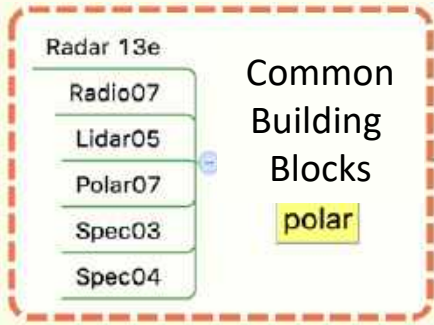 Radar 13e
Radio07
Lidar05
Polar07
Spec03
Spec04
Common
Building
Blocks
polar